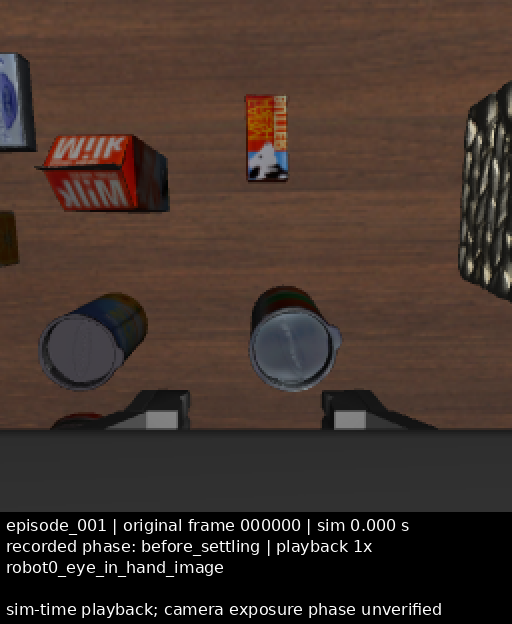 Milk
Milk
BUTTER
episode_001 | original frame 000000 | sim 0.000 s
recorded phase: before_settling | playback 1x
robot0_eye_in_hand_image
sim-time playback; camera exposure phase unverified